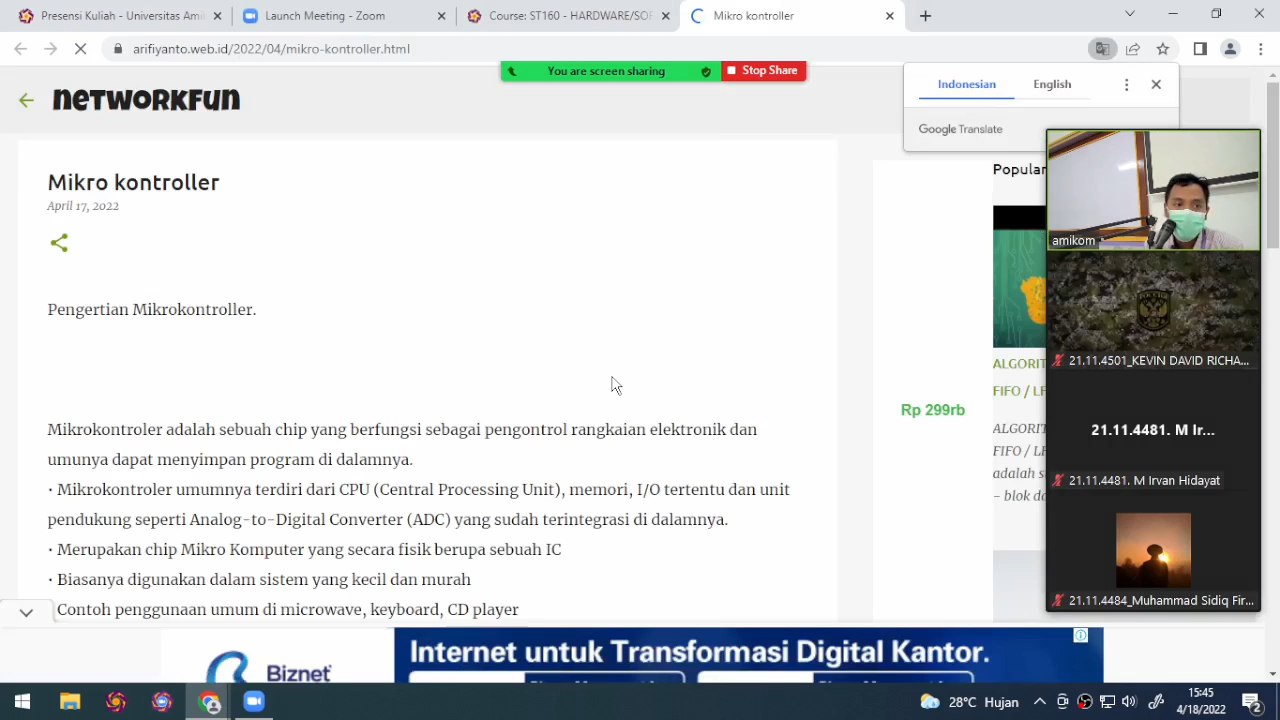 Presensi Kuliah - Universitas Ami
Launch Meeting - Zoom
Course: ST160 - HARDWARE/SOF
Mikro kontroller
arifiyanto.web.id/2022/04/mikro-kontroller.html
You are screen sharing
Stop Share
Indonesian
English
Google Translate
NETWORKFUN
Mikro kontroller
April 17, 2022
Pengertian Mikrokontroller.
Mikrokontroler adalah sebuah chip yang berfungsi sebagai pengontrol rangkaian elektronik dan
umunya dapat menyimpan program di dalamnya.
· Mikrokontroler umumnya terdiri dari CPU (Central Processing Unit), memori, I/O tertentu dan unit
pendukung seperti Analog-to-Digital Converter (ADC) yang sudah terintegrasi di dalamnya.
· Merupakan chip Mikro Komputer yang secara fisik berupa sebuah IC
· Biasanya digunakan dalam sistem yang kecil dan murah
Contoh penggunaan umum di microwave, keyboard, CD player
Rp 299rb
Popular
ALGORIT
FIFO / LF
ALGORIT
FIFO / LF
adalah s
- blok da
amikom
РОССИЯ
21.11.4501_KEVIN DAVID RICHA...
21.11.4481. M Ir...
21.11.4481. M Irvan Hidayat
21.11.4484_Muhammad Sidiq Fir...
Biznet
Internet untuk Transformasi Digital Kantor.
28°C Hujan
15:45
4/18/2022
2